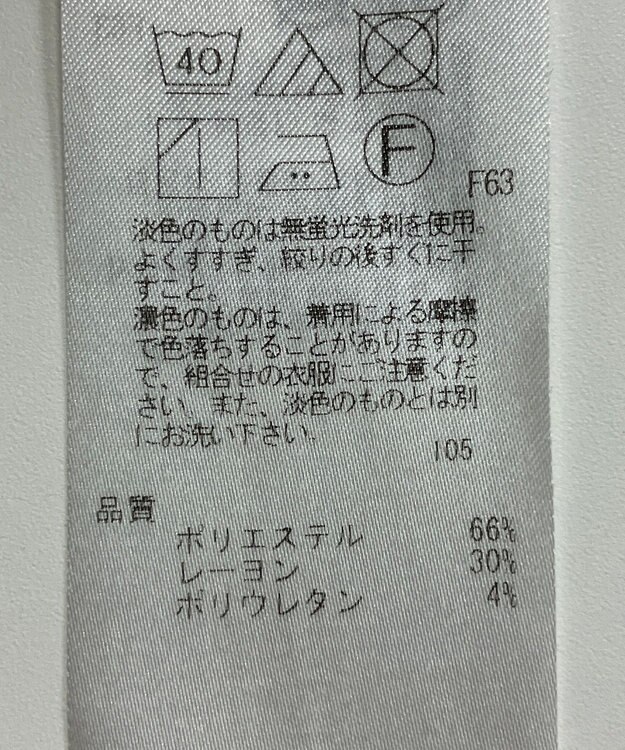 40
F
F63
淡色のものは無蛍光洗剤を使用。
よくすすぎ、絞りの後すぐに干
すこと。
濃色のものは、着用による摩擦
で色落ちすることがありますの
で、組合せの衣服にご注意くだ
さい。また、淡色のものとは別
にお洗い下さい。
105
品質
ポリエステル 66%
レーヨン 30%
ポリウレタン 4%